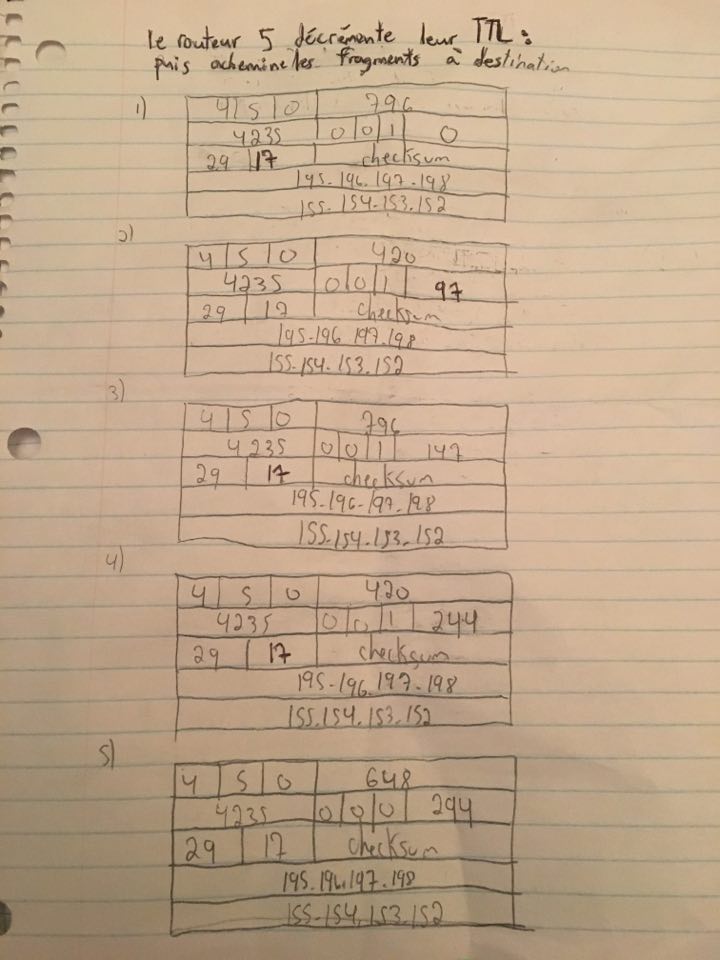 le routeur 5 décrémente leur TTL :
puis achemine les fragments à destination
1)
4 5 0 796
4235 0 0 1 0
29 17 checksum
195.196.197.198
155.154.153.152
2)
4 5 0 420
4235 0 0 1 97
29 17 checksum
195.196.197.198
155.154.153.152
3)
4 5 0 796
4235 0 0 1 147
29 17 checksum
195.196.197.198
155.154.153.152
4)
4 5 0 420
4235 0 0 1 244
29 17 checksum
195.196.197.198
155.154.153.152
5)
4 5 0 648
4235 0 0 0 294
29 17 checksum
195.196.197.198
155.154.153.152